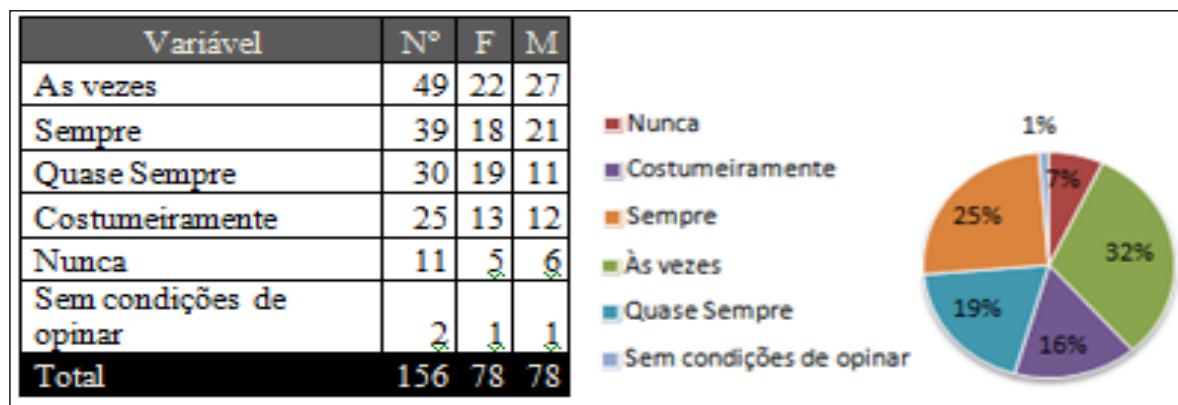 Variável Nº F M
As vezes 49 22 27
Sempre 39 18 21
Quase Sempre 30 19 11
Costumeiramente 25 13 12
Nunca 11 5 6
Sem condições de
opinar 2 1 1
Total 156 78 78
Nunca
Costumeiramente
Sempre
Às vezes
Quase Sempre
Sem condições de opinar
1%
7%
25%
32%
19%
16%